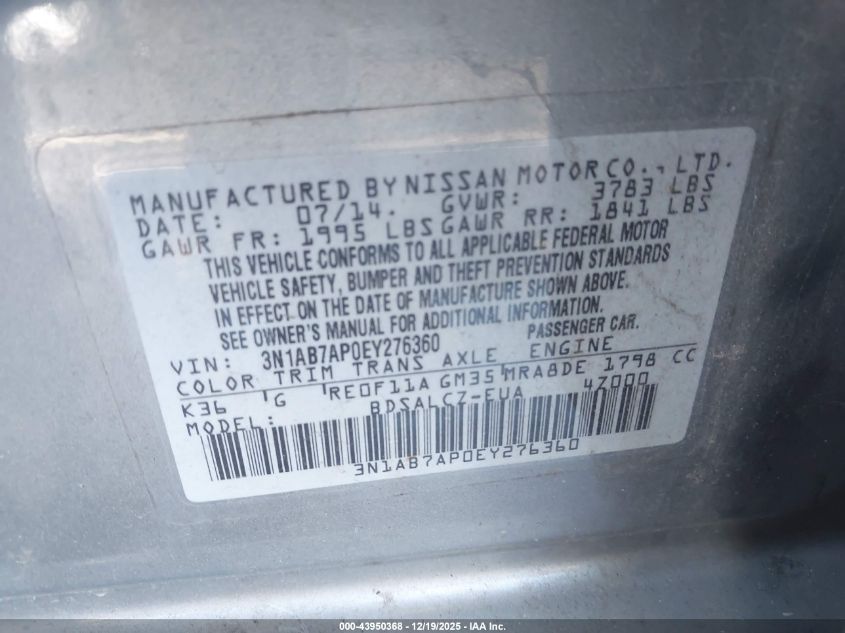 MANUFACTURED BY NISSAN MOTOR CO., LTD.
DATE: 07/14. GVWR: 3783 LBS
GAWR FR: 1995 LBS GAWR RR: 1841 LBS
THIS VEHICLE CONFORMS TO ALL APPLICABLE FEDERAL MOTOR
VEHICLE SAFETY, BUMPER AND THEFT PREVENTION STANDARDS
IN EFFECT ON THE DATE OF MANUFACTURE SHOWN ABOVE.
SEE OWNER'S MANUAL FOR ADDITIONAL INFORMATION.
PASSENGER CAR.
VIN: 3N1AB7AP0EY276360
COLOR TRIM TRANS AXLE ENGINE
K36 G RE0F11A GM35 MRA8DE 1798 CC
MODEL: BDSALCZ-EUA 47000
3N1AB7AP0EY276360
000-43950368 - 12/19/2025 - IAA Inc.